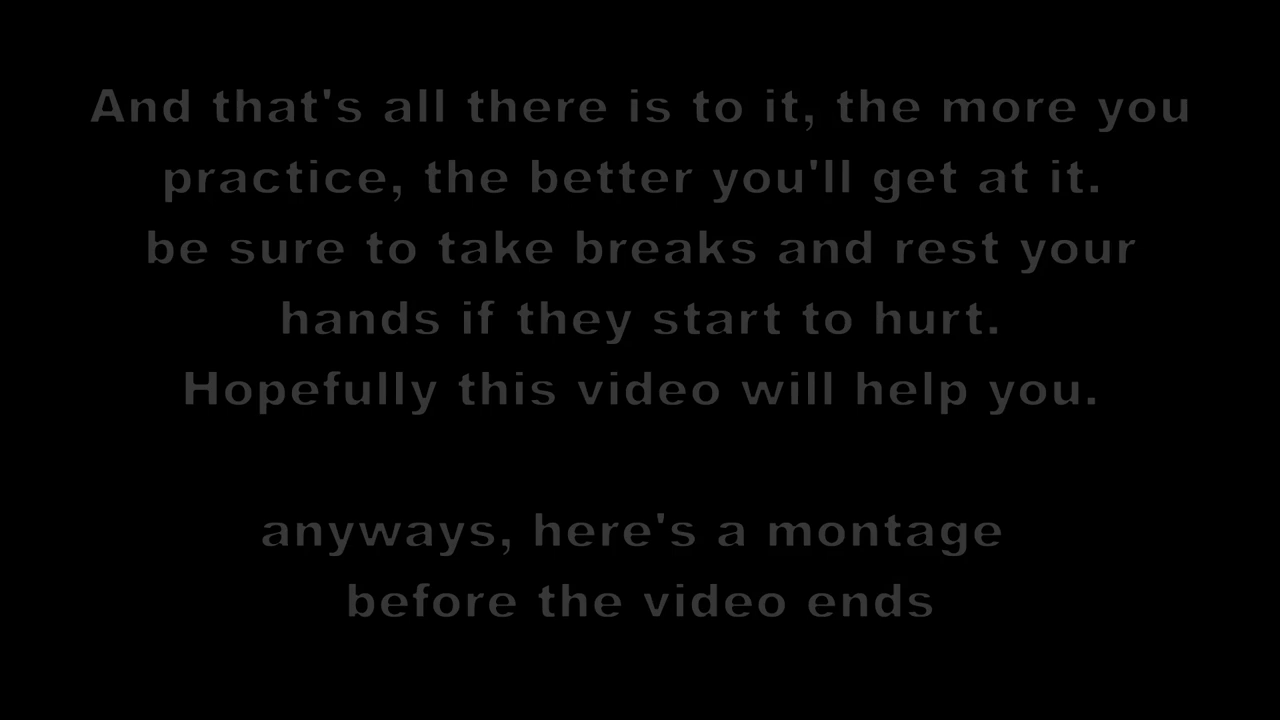 And that's all there is to it, the more you
practice, the better you'll get at it.
be sure to take breaks and rest your
hands if they start to hurt.
Hopefully this video will help you.
anyways, here's a montage
before the video ends